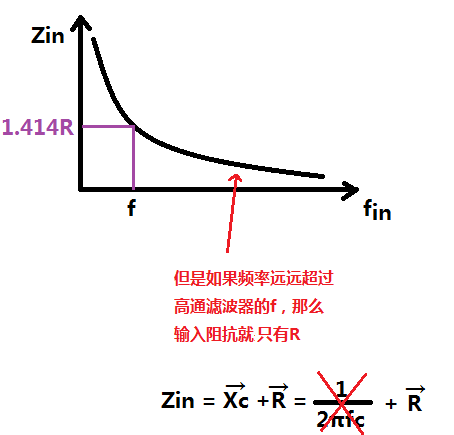 Zin
1.414R
f
fin
但是如果频率远远超过
高通滤波器的f，那么
输入阻抗就只有R
Zin = X⃗c + R⃗ = 1/2πfc + R⃗